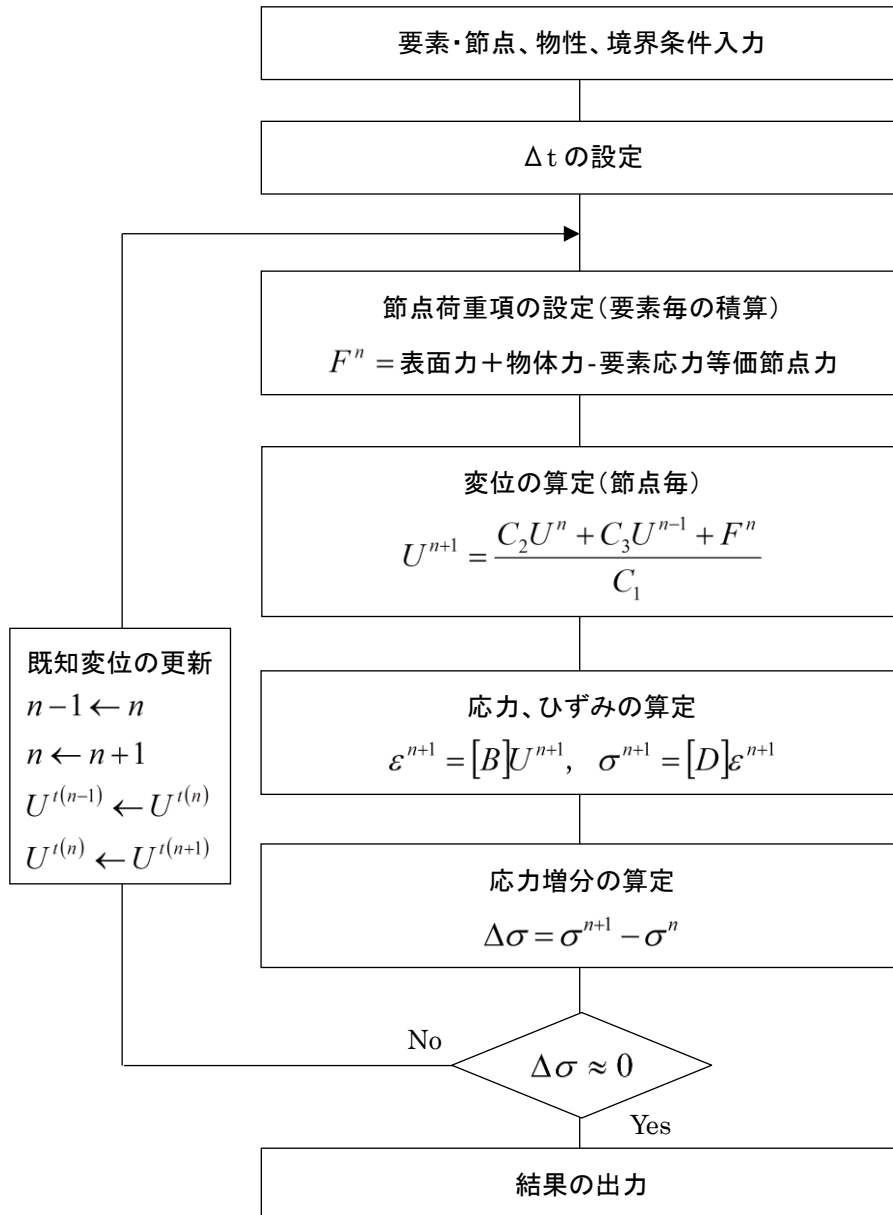 要素・節点、物性、境界条件入力
Δtの設定
節点荷重項の設定(要素毎の積算)
F^n = 表面力＋物体力-要素応力等価節点力
変位の算定(節点毎)
U^{n+1} = \frac{C_2 U^n + C_3 U^{n-1} + F^n}{C_1}
既知変位の更新
n-1 ← n
n ← n+1
U^{t(n-1)} ← U^{t(n)}
U^{t(n)} ← U^{t(n+1)}
応力、ひずみの算定
ε^{n+1} = [B]U^{n+1}, σ^{n+1} = [D]ε^{n+1}
応力増分の算定
Δσ = σ^{n+1} − σ^n
No
Δσ ≈ 0
Yes
結果の出力